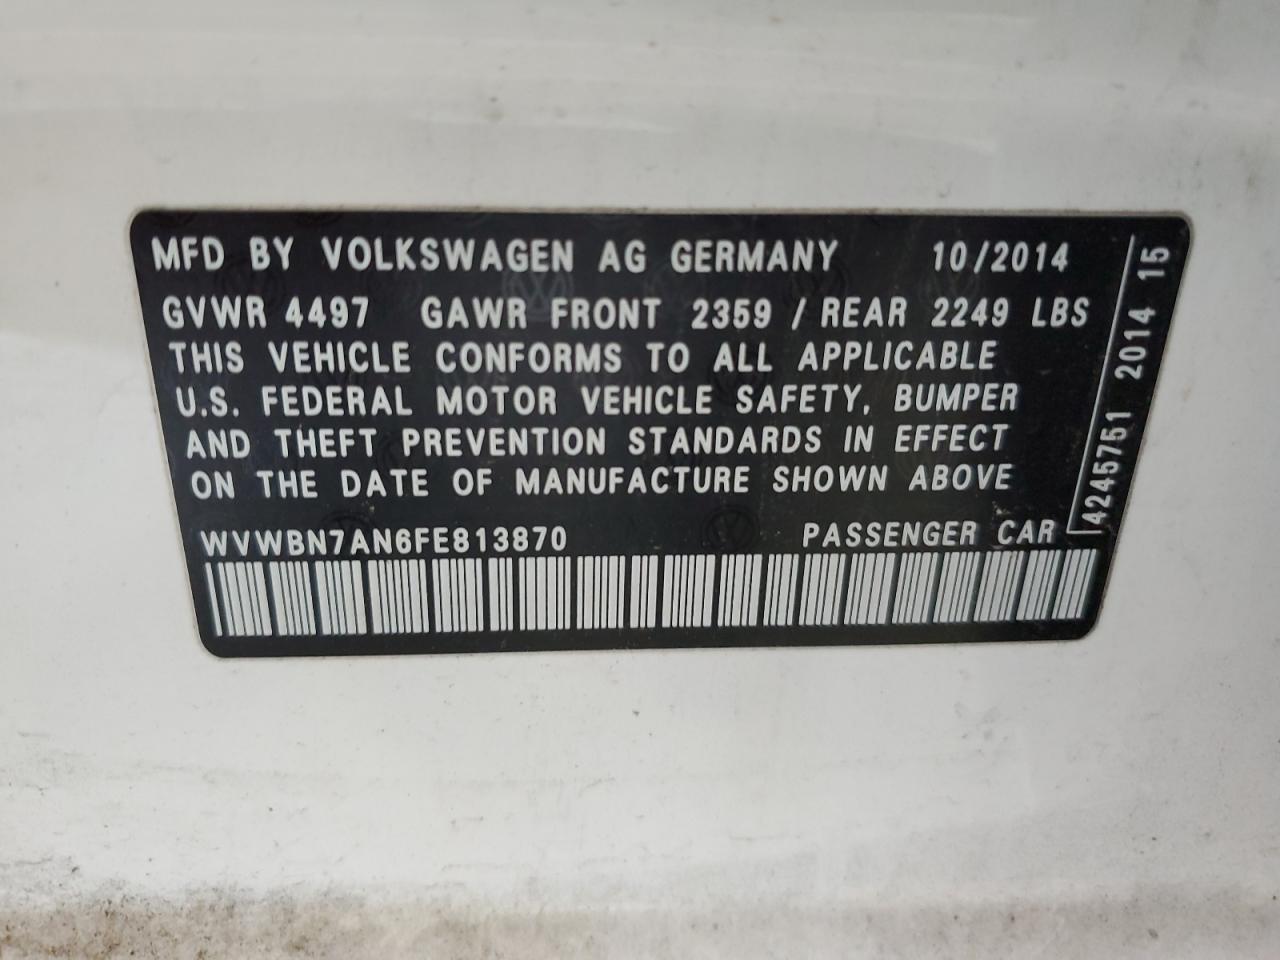 MFD BY VOLKSWAGEN AG GERMANY 10/2014
GVWR 4497 GAWR FRONT 2359 / REAR 2249 LBS
THIS VEHICLE CONFORMS TO ALL APPLICABLE
U.S. FEDERAL MOTOR VEHICLE SAFETY, BUMPER
AND THEFT PREVENTION STANDARDS IN EFFECT
ON THE DATE OF MANUFACTURE SHOWN ABOVE
WVWBN7AN6FE813870 PASSENGER CAR
4245751 2014 15